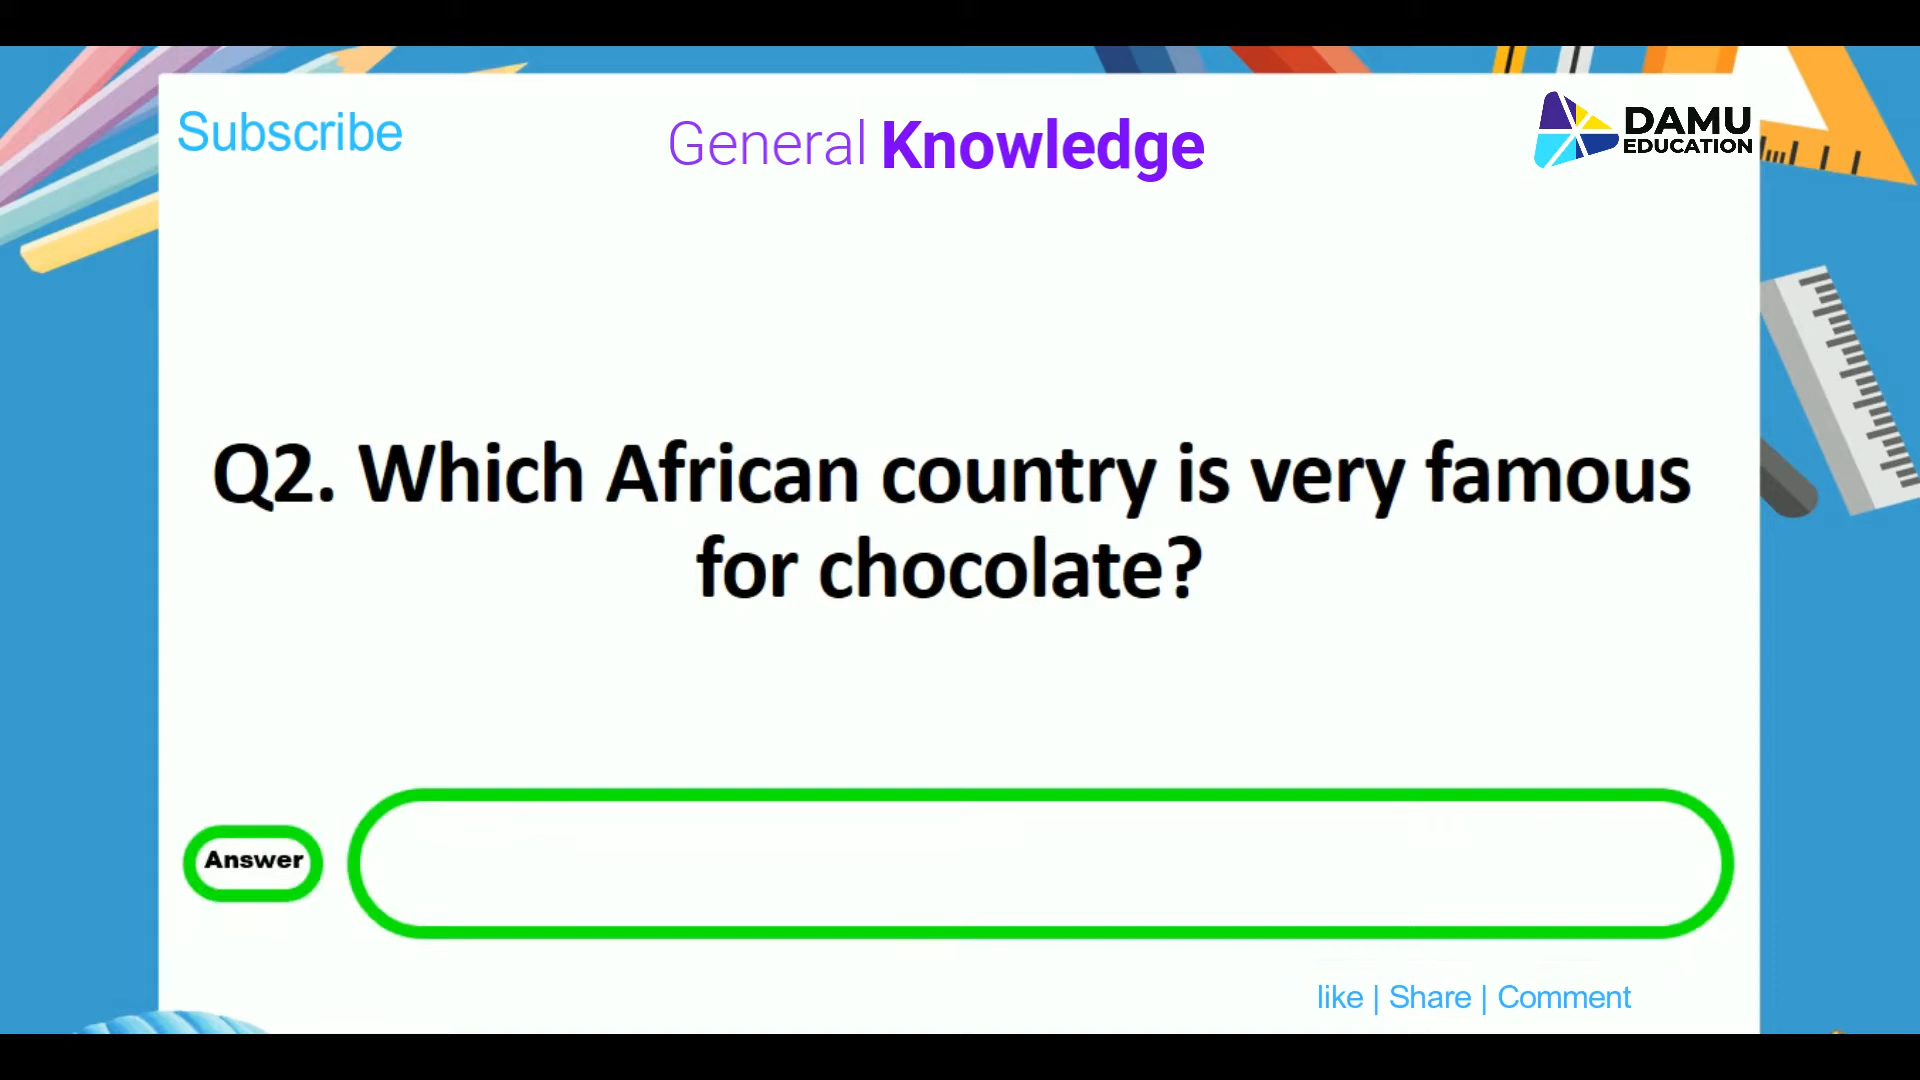 Subscribe
General Knowledge
DAMU
EDUCATION
Q2. Which African country is very famous
for chocolate?
Answer
like | Share | Comment